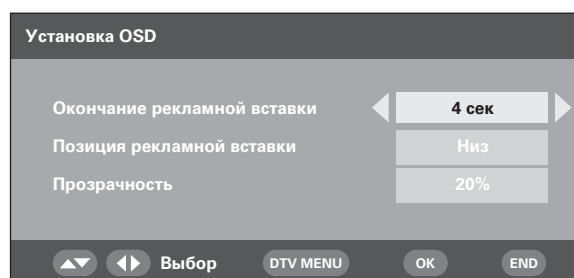 Установка OSD
Окончание рекламной вставки 4 сек
Позиция рекламной вставки Низ
Прозрачность 20%
Выбор DTV MENU OK END